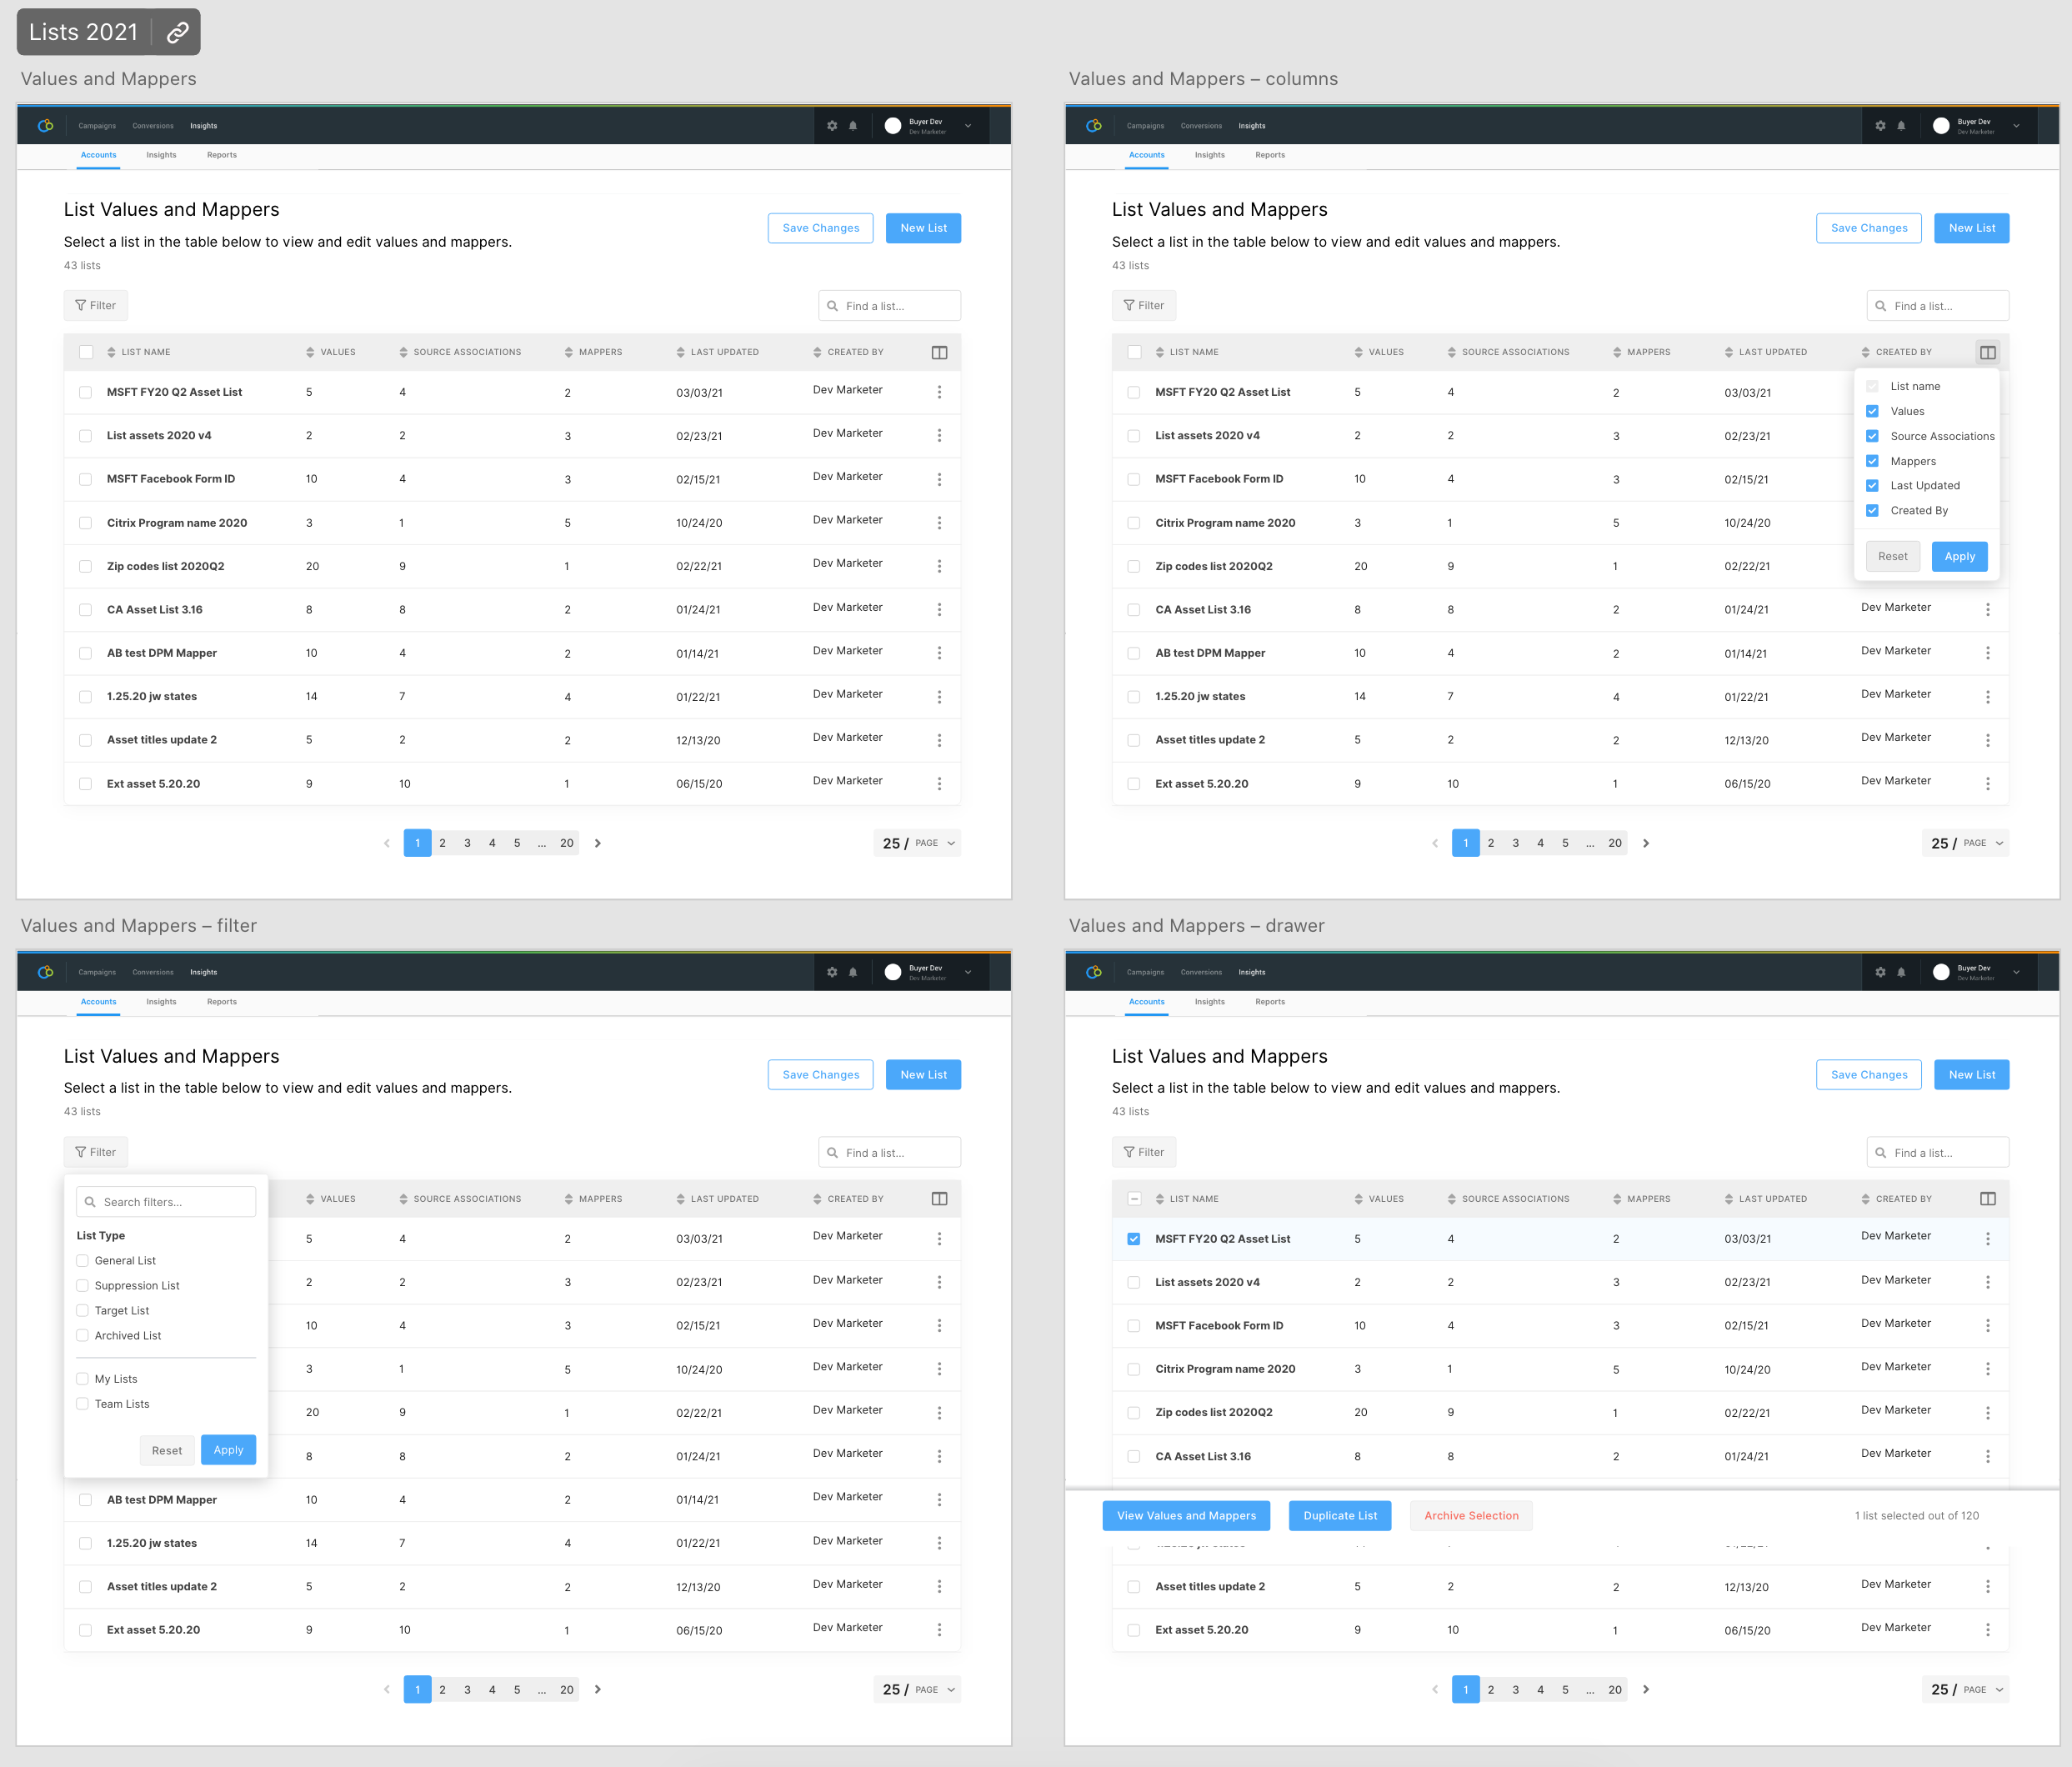 Lists 2021
Values and Mappers
Campaigns Conversions Insights Buyer Dev
Dev Marketer
Accounts Insights Reports
List Values and Mappers
Save Changes New List
Select a list in the table below to view and edit values and mappers.
43 lists
Filter Find a list...
LIST NAME VALUES SOURCE ASSOCIATIONS MAPPERS LAST UPDATED CREATED BY
MSFT FY20 Q2 Asset List 5 4 2 03/03/21 Dev Marketer
List assets 2020 v4 2 2 3 02/23/21 Dev Marketer
MSFT Facebook Form ID 10 4 3 02/15/21 Dev Marketer
Citrix Program name 2020 3 1 5 10/24/20 Dev Marketer
Zip codes list 2020Q2 20 9 1 02/22/21 Dev Marketer
CA Asset List 3.16 8 8 2 01/24/21 Dev Marketer
AB test DPM Mapper 10 4 2 01/14/21 Dev Marketer
1.25.20 jw states 14 7 4 01/22/21 Dev Marketer
Asset titles update 2 5 2 2 12/13/20 Dev Marketer
Ext asset 5.20.20 9 10 1 06/15/20 Dev Marketer
1 2 3 4 5 ... 20 25 / PAGE
Values and Mappers – columns
Campaigns Conversions Insights Buyer Dev
Dev Marketer
Accounts Insights Reports
List Values and Mappers
Save Changes New List
Select a list in the table below to view and edit values and mappers.
43 lists
Filter Find a list...
LIST NAME VALUES SOURCE ASSOCIATIONS MAPPERS LAST UPDATED CREATED BY
MSFT FY20 Q2 Asset List 5 4 2 03/03/21
List assets 2020 v4 2 2 3 02/23/21
MSFT Facebook Form ID 10 4 3 02/15/21
Citrix Program name 2020 3 1 5 10/24/20
Zip codes list 2020Q2 20 9 1 02/22/21
List name
Values
Source Associations
Mappers
Last Updated
Created By
Reset Apply
CA Asset List 3.16 8 8 2 01/24/21 Dev Marketer
AB test DPM Mapper 10 4 2 01/14/21 Dev Marketer
1.25.20 jw states 14 7 4 01/22/21 Dev Marketer
Asset titles update 2 5 2 2 12/13/20 Dev Marketer
Ext asset 5.20.20 9 10 1 06/15/20 Dev Marketer
1 2 3 4 5 ... 20 25 / PAGE
Values and Mappers – filter
Campaigns Conversions Insights Buyer Dev
Dev Marketer
Accounts Insights Reports
List Values and Mappers
Save Changes New List
Select a list in the table below to view and edit values and mappers.
43 lists
Filter Find a list...
Search filters...
List Type
General List
Suppression List
Target List
Archived List
My Lists
Team Lists
Reset Apply
VALUES SOURCE ASSOCIATIONS MAPPERS LAST UPDATED CREATED BY
5 4 2 03/03/21 Dev Marketer
2 2 3 02/23/21 Dev Marketer
10 4 3 02/15/21 Dev Marketer
3 1 5 10/24/20 Dev Marketer
20 9 1 02/22/21 Dev Marketer
8 8 2 01/24/21 Dev Marketer
AB test DPM Mapper 10 4 2 01/14/21 Dev Marketer
1.25.20 jw states 14 7 4 01/22/21 Dev Marketer
Asset titles update 2 5 2 2 12/13/20 Dev Marketer
Ext asset 5.20.20 9 10 1 06/15/20 Dev Marketer
1 2 3 4 5 ... 20 25 / PAGE
Values and Mappers – drawer
Campaigns Conversions Insights Buyer Dev
Dev Marketer
Accounts Insights Reports
List Values and Mappers
Save Changes New List
Select a list in the table below to view and edit values and mappers.
43 lists
Filter Find a list...
LIST NAME VALUES SOURCE ASSOCIATIONS MAPPERS LAST UPDATED CREATED BY
MSFT FY20 Q2 Asset List 5 4 2 03/03/21 Dev Marketer
List assets 2020 v4 2 2 3 02/23/21 Dev Marketer
MSFT Facebook Form ID 10 4 3 02/15/21 Dev Marketer
Citrix Program name 2020 3 1 5 10/24/20 Dev Marketer
Zip codes list 2020Q2 20 9 1 02/22/21 Dev Marketer
CA Asset List 3.16 8 8 2 01/24/21 Dev Marketer
View Values and Mappers Duplicate List Archive Selection 1 list selected out of 120
Asset titles update 2 5 2 2 12/13/20 Dev Marketer
Ext asset 5.20.20 9 10 1 06/15/20 Dev Marketer
1 2 3 4 5 ... 20 25 / PAGE